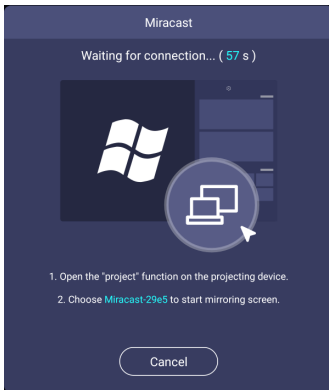 Miracast
Waiting for connection... ( 57 s )
1. Open the "project" function on the projecting device.
2. Choose Miracast-29e5 to start mirroring screen.
Cancel